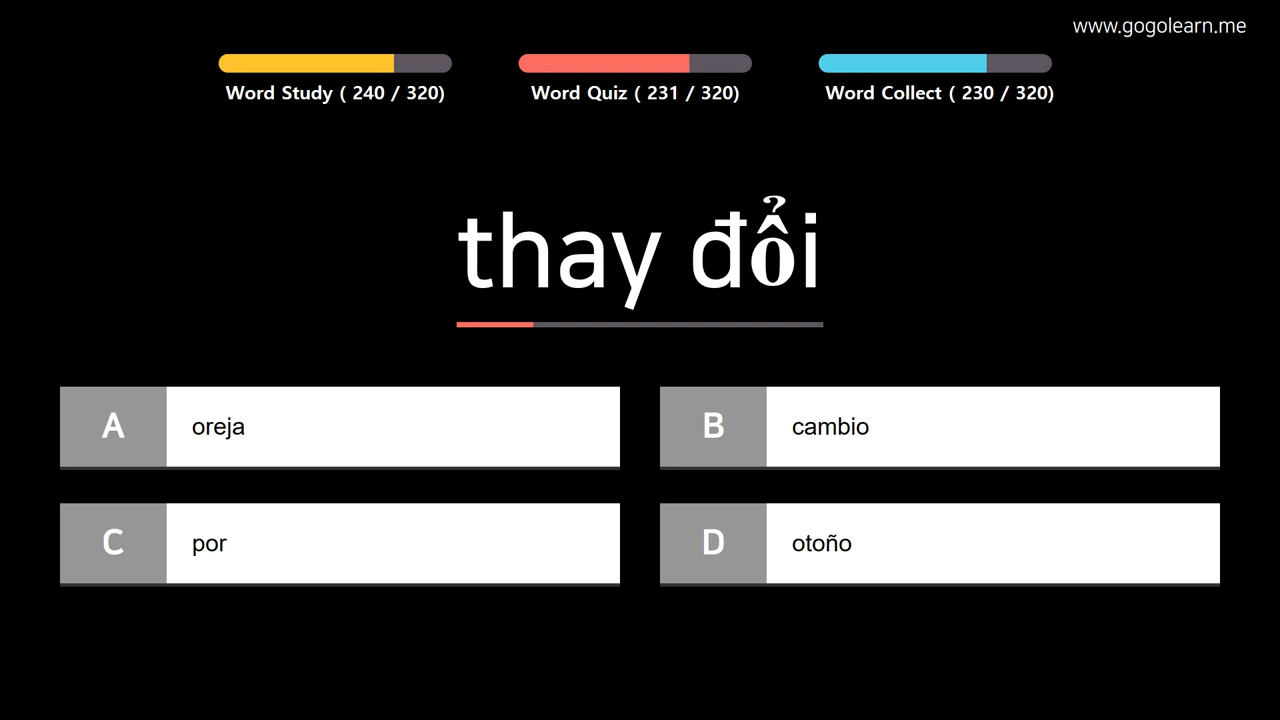 www.gogolearn.me
Word Study ( 240 / 320)
Word Quiz ( 231 / 320)
Word Collect ( 230 / 320)
thay đổi
A oreja
B cambio
C por
D otoño